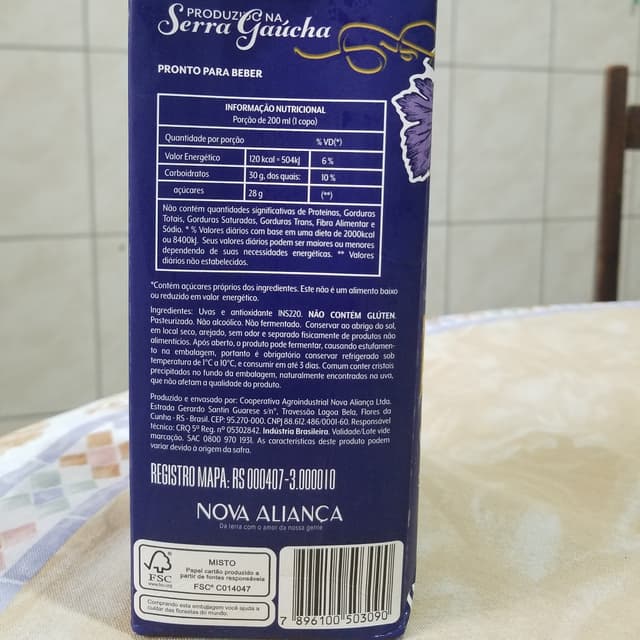 PRODUZIDO NA
Serra Gaúcha
PRONTO PARA BEBER
INFORMAÇÃO NUTRICIONAL
Porção de 200 ml (1 copo)
Quantidade por porção % VD(*)
Valor Energético 120 kcal = 504kJ 6 %
Carboidratos 30 g, dos quais: 10 %
açúcares 28 g (**)
Não contém quantidades significativas de Proteínas, Gorduras
Totais, Gorduras Saturadas, Gorduras Trans, Fibra Alimentar e
Sódio. * % Valores diários com base em uma dieta de 2000kcal
ou 8400kJ. Seus valores diários podem ser maiores ou menores
dependendo de suas necessidades energéticas. ** Valores
diários não estabelecidos.
*Contém açúcares próprios dos ingredientes. Este não é um alimento baixo
ou reduzido em valor energético.
Ingredientes: Uvas e antioxidante INS220. NÃO CONTÉM GLÚTEN.
Pasteurizado. Não alcoólico. Não fermentado. Conservar ao abrigo do sol,
em local seco, arejado, sem odor e separado fisicamente de produtos não
alimentícios. Após aberto, o produto pode fermentar, causando estufamen-
to na embalagem, portanto é obrigatório conservar refrigerado sob
temperatura de 1°C a 10°C, e consumir em até 3 dias. Comum conter cristais
precipitados no fundo da embalagem, naturalmente encontrados na uva,
que não afetam a qualidade do produto.
Produzido e envasado por: Cooperativa Agroindustrial Nova Aliança Ltda.
Estrada Gerardo Santin Guarese s/n°, Travessão Lagoa Bela, Flores da
Cunha - RS - Brasil. CEP: 95.270-000. CNPJ 88.612.486/0001-60. Responsável
técnico: CRQ 5ª Reg. n° 05302842. Indústria Brasileira. Validade/Lote vide
marcação. SAC 0800 970 1931. As características deste produto podem
variar devido à origem da safra.
REGISTRO MAPA: RS 000407-3.000010
NOVA ALIANÇA
Da terra com o amor da nossa gente
FSC
www.fsc.org
MISTO
Papel cartão produzido a
partir de fontes responsáveis
FSC® C014047
Comprando esta embalagem você ajuda a
cuidar das florestas do mundo.
7 896100 503090